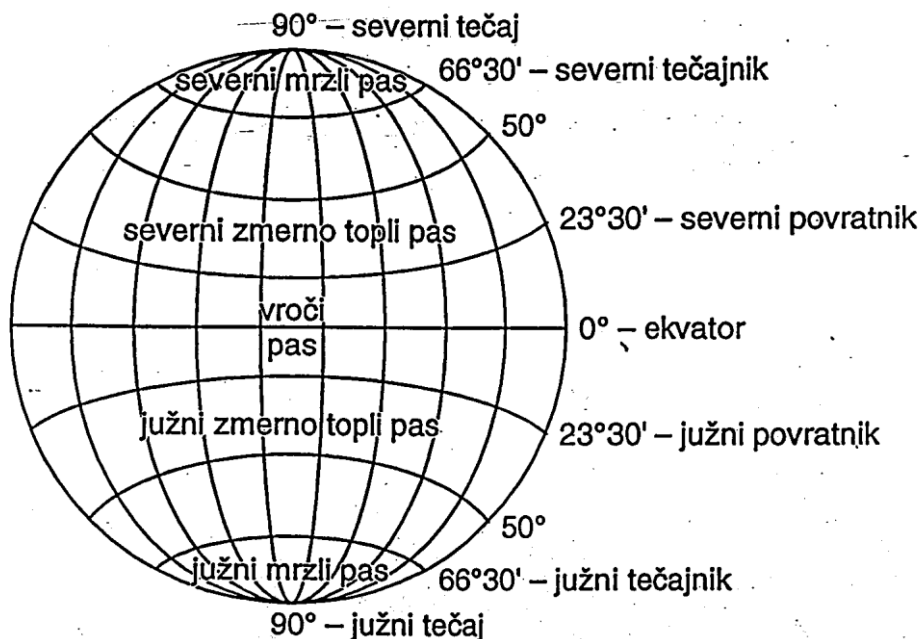 90° – severni tečaj
severni mrzli pas
66°30' – severni tečajnik
50°
23°30' – severni povratnik
severni zmerno topli pas
vroči
pas
0° – ekvator
južni zmerno topli pas
23°30' – južni povratnik
50°
južni mrzli pas
66°30' – južni tečajnik
90° – južni tečaj